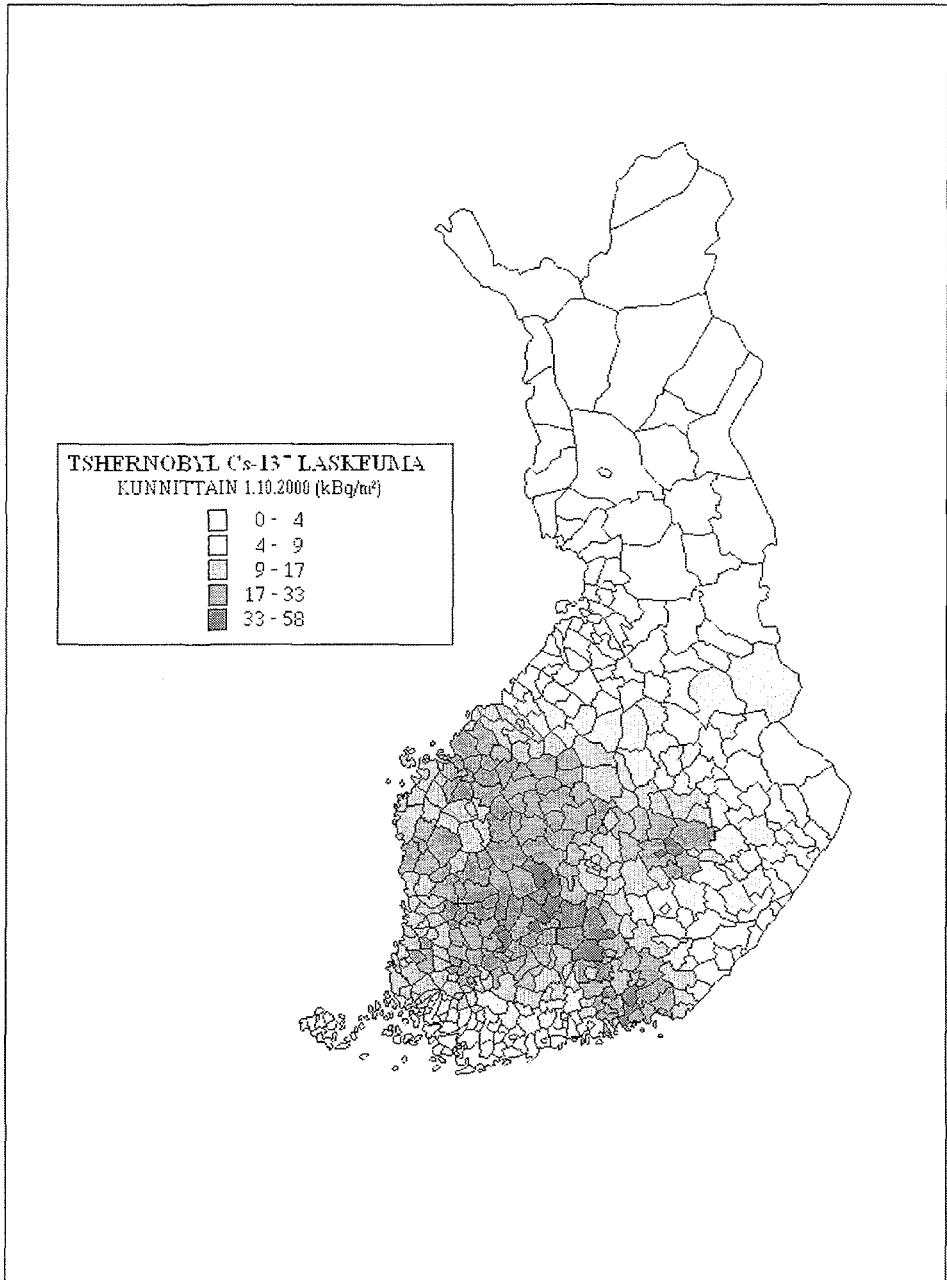 TSHERNOBYL Cs-137 LASKEUMA
KUNNITTAIN 1.10.2000 (kBq/m²)
0 - 4
4 - 9
9 - 17
17 - 33
33 - 58